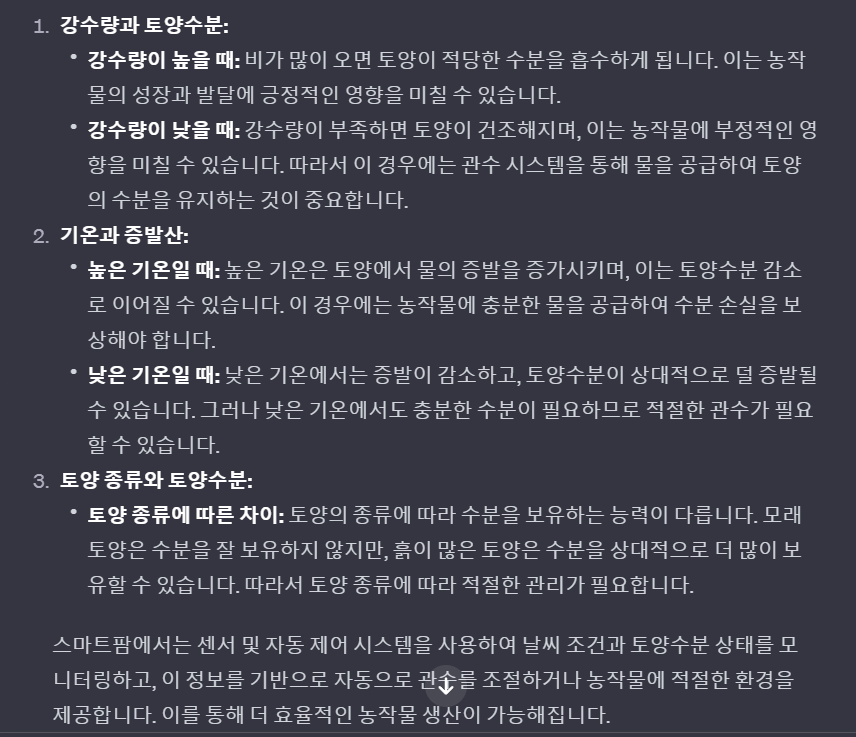 1. 강수량과 토양수분:
• 강수량이 높을 때: 비가 많이 오면 토양이 적당한 수분을 흡수하게 됩니다. 이는 농작
물의 성장과 발달에 긍정적인 영향을 미칠 수 있습니다.
• 강수량이 낮을 때: 강수량이 부족하면 토양이 건조해지며, 이는 농작물에 부정적인 영
향을 미칠 수 있습니다. 따라서 이 경우에는 관수 시스템을 통해 물을 공급하여 토양
의 수분을 유지하는 것이 중요합니다.
2. 기온과 증발산:
• 높은 기온일 때: 높은 기온은 토양에서 물의 증발을 증가시키며, 이는 토양수분 감소
로 이어질 수 있습니다. 이 경우에는 농작물에 충분한 물을 공급하여 수분 손실을 보
상해야 합니다.
• 낮은 기온일 때: 낮은 기온에서는 증발이 감소하고, 토양수분이 상대적으로 덜 증발될
수 있습니다. 그러나 낮은 기온에서도 충분한 수분이 필요하므로 적절한 관수가 필요
할 수 있습니다.
3. 토양 종류와 토양수분:
• 토양 종류에 따른 차이: 토양의 종류에 따라 수분을 보유하는 능력이 다릅니다. 모래
토양은 수분을 잘 보유하지 않지만, 흙이 많은 토양은 수분을 상대적으로 더 많이 보
유할 수 있습니다. 따라서 토양 종류에 따라 적절한 관리가 필요합니다.
스마트팜에서는 센서 및 자동 제어 시스템을 사용하여 날씨 조건과 토양수분 상태를 모
니터링하고, 이 정보를 기반으로 자동으로 관수를 조절하거나 농작물에 적절한 환경을
제공합니다. 이를 통해 더 효율적인 농작물 생산이 가능해집니다.